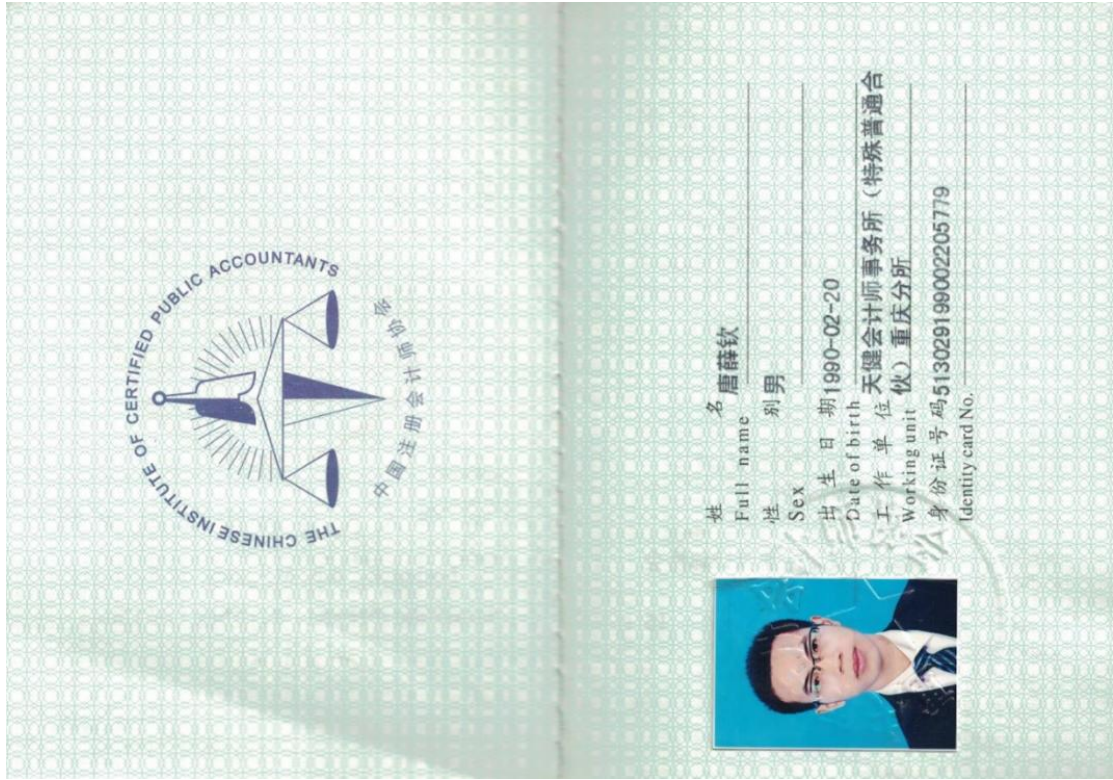 THE CHINESE INSTITUTE OF CERTIFIED PUBLIC ACCOUNTANTS
中国注册会计师协会
姓 名 唐薛钦
Full name
性 别 男
Sex
出 生 日 期 1990-02-20
Date of birth
工 作 单 位 天健会计师事务所（特殊普通合
Working unit 伙）重庆分所
身份证号码 513029199002205779
Identity card No.